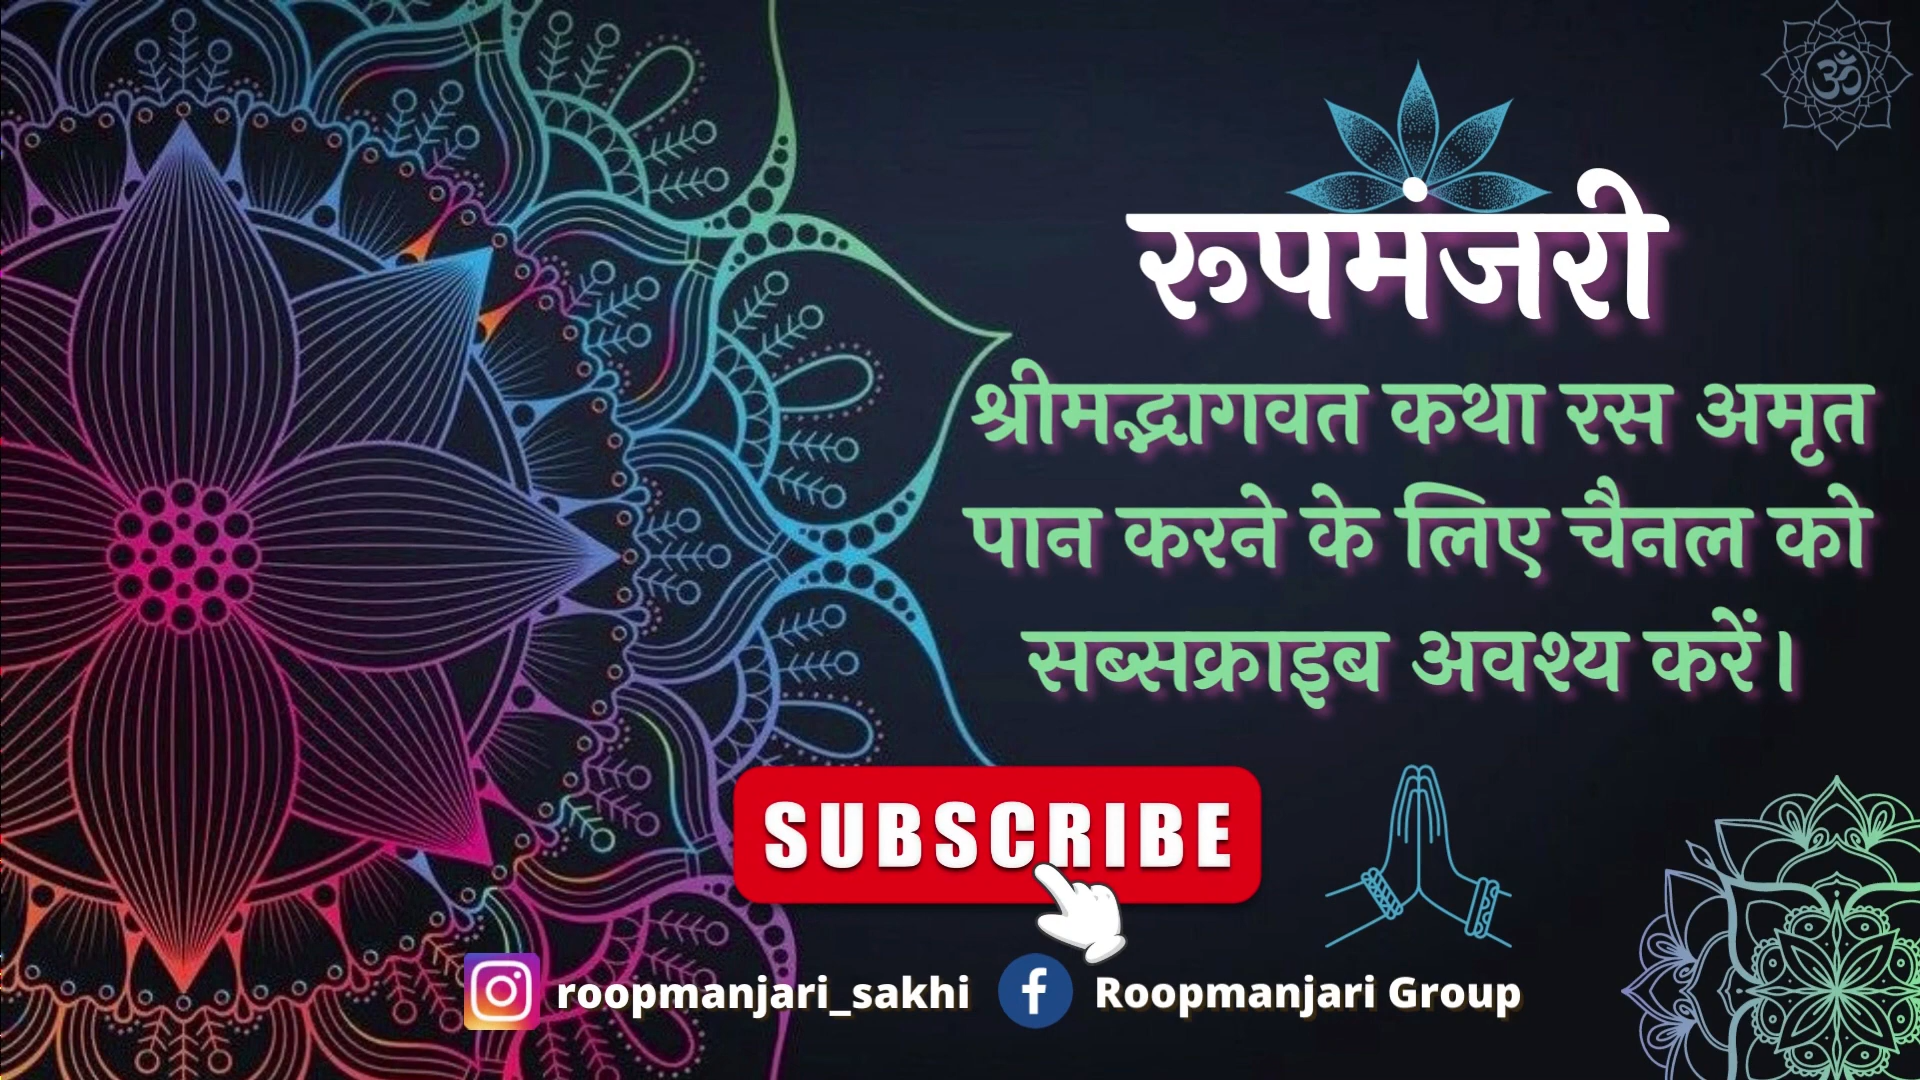 ॐ
रूपमंजरी
श्रीमद्भागवत कथा रस अमृत
पान करने के लिए चैनल को
सब्सक्राइब अवश्य करें।
SUBSCRIBE
roopmanjari_sakhi
Roopmanjari Group